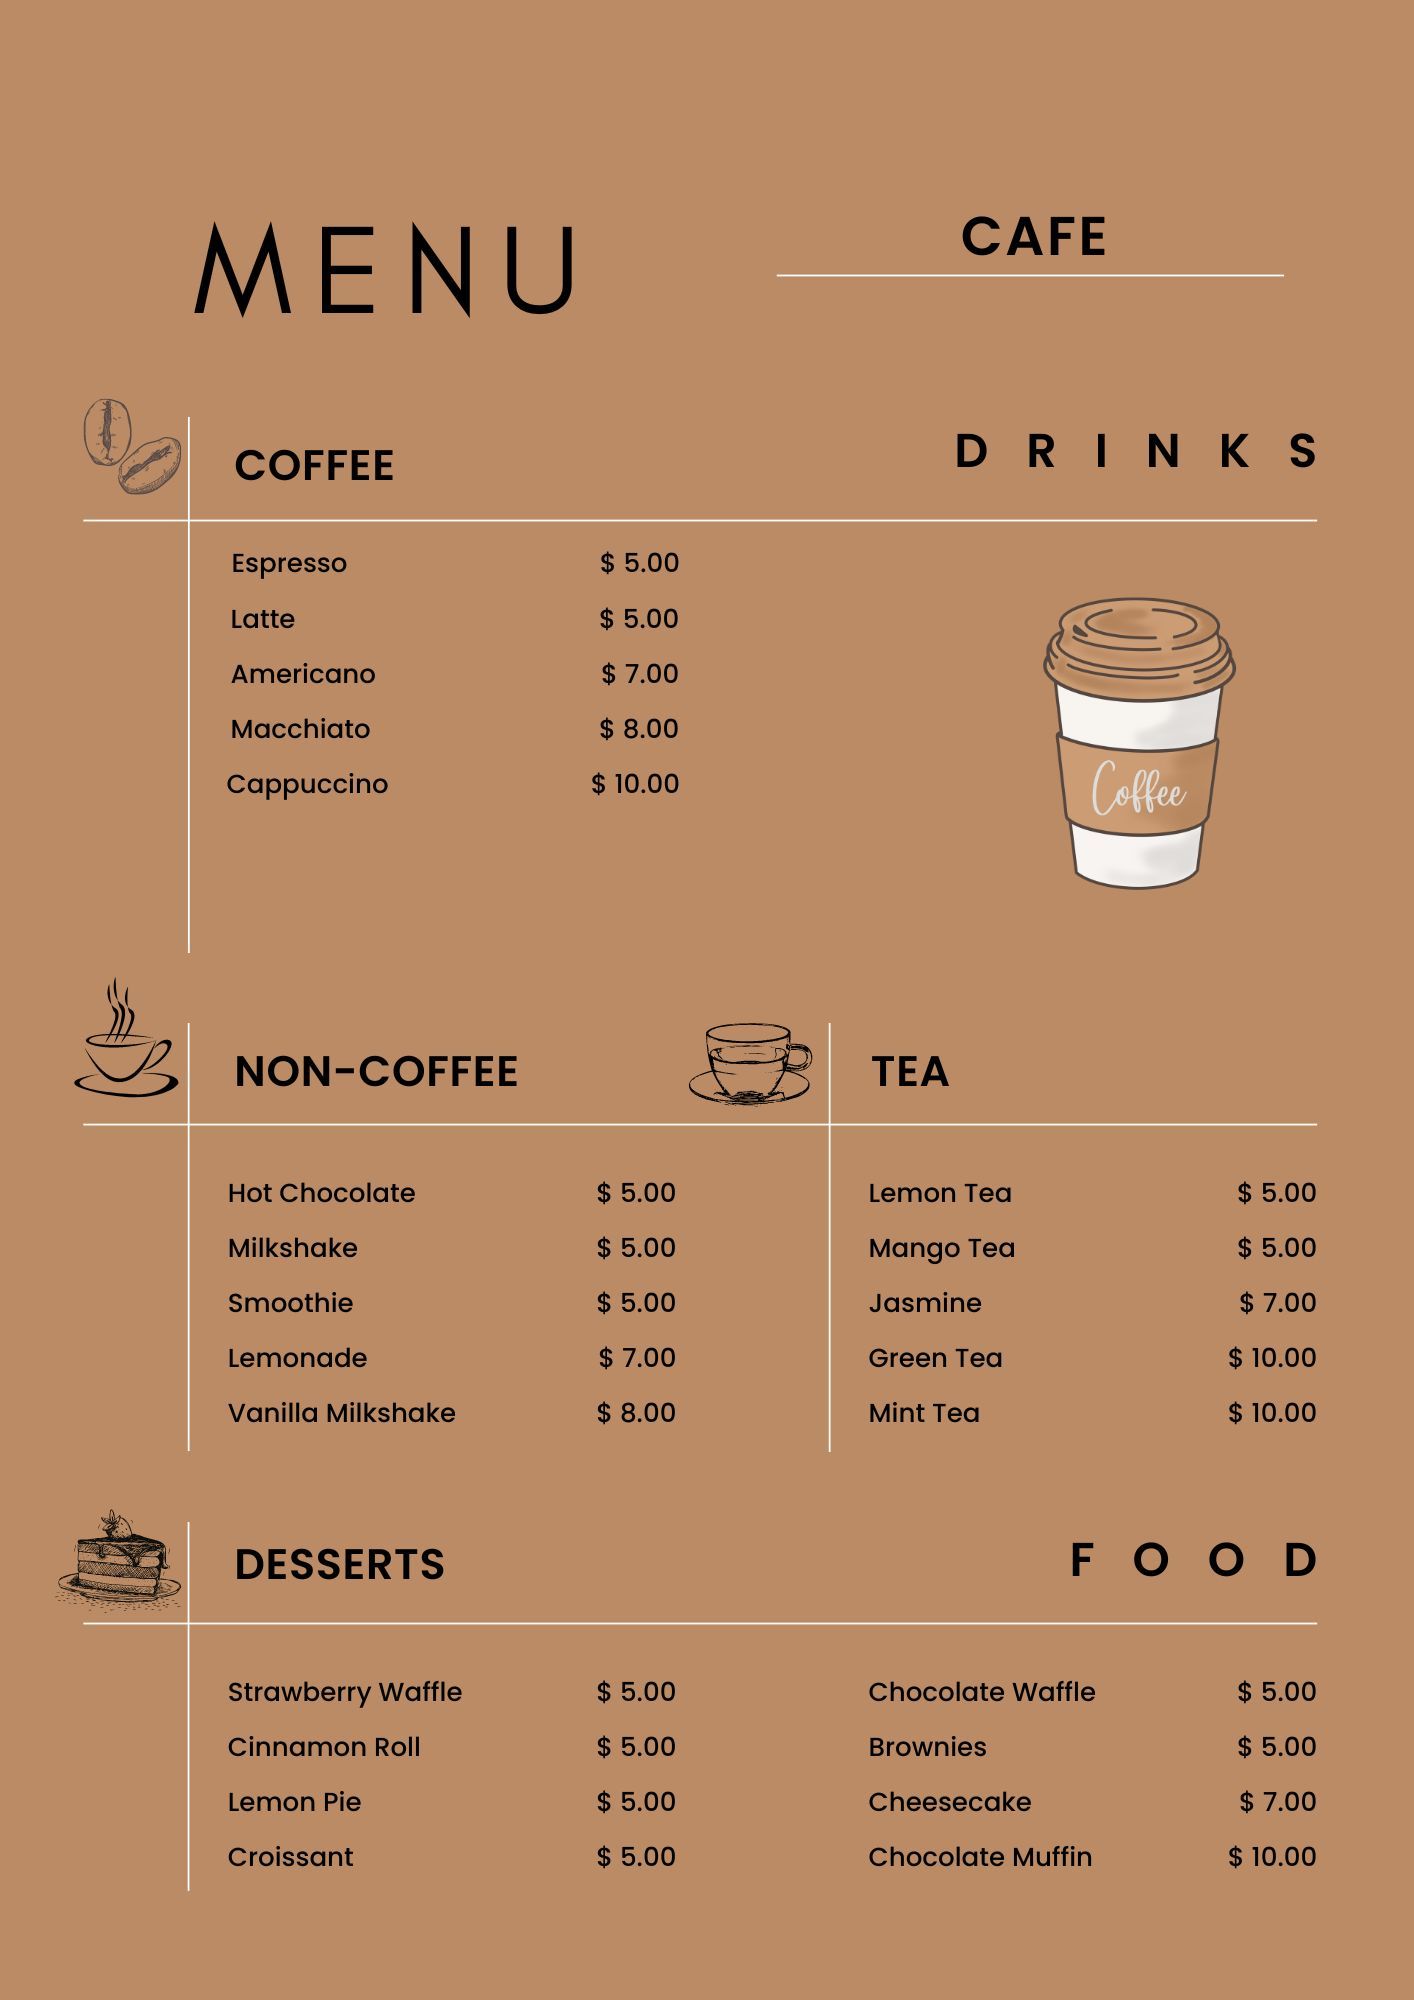 MENU
CAFE
COFFEE
DRINKS
Espresso $ 5.00
Latte $ 5.00
Americano $ 7.00
Macchiato $ 8.00
Cappuccino $ 10.00
Coffee
NON-COFFEE
Hot Chocolate $ 5.00
Milkshake $ 5.00
Smoothie $ 5.00
Lemonade $ 7.00
Vanilla Milkshake $ 8.00
TEA
Lemon Tea $ 5.00
Mango Tea $ 5.00
Jasmine $ 7.00
Green Tea $ 10.00
Mint Tea $ 10.00
DESSERTS
FOOD
Strawberry Waffle $ 5.00
Cinnamon Roll $ 5.00
Lemon Pie $ 5.00
Croissant $ 5.00
Chocolate Waffle $ 5.00
Brownies $ 5.00
Cheesecake $ 7.00
Chocolate Muffin $ 10.00